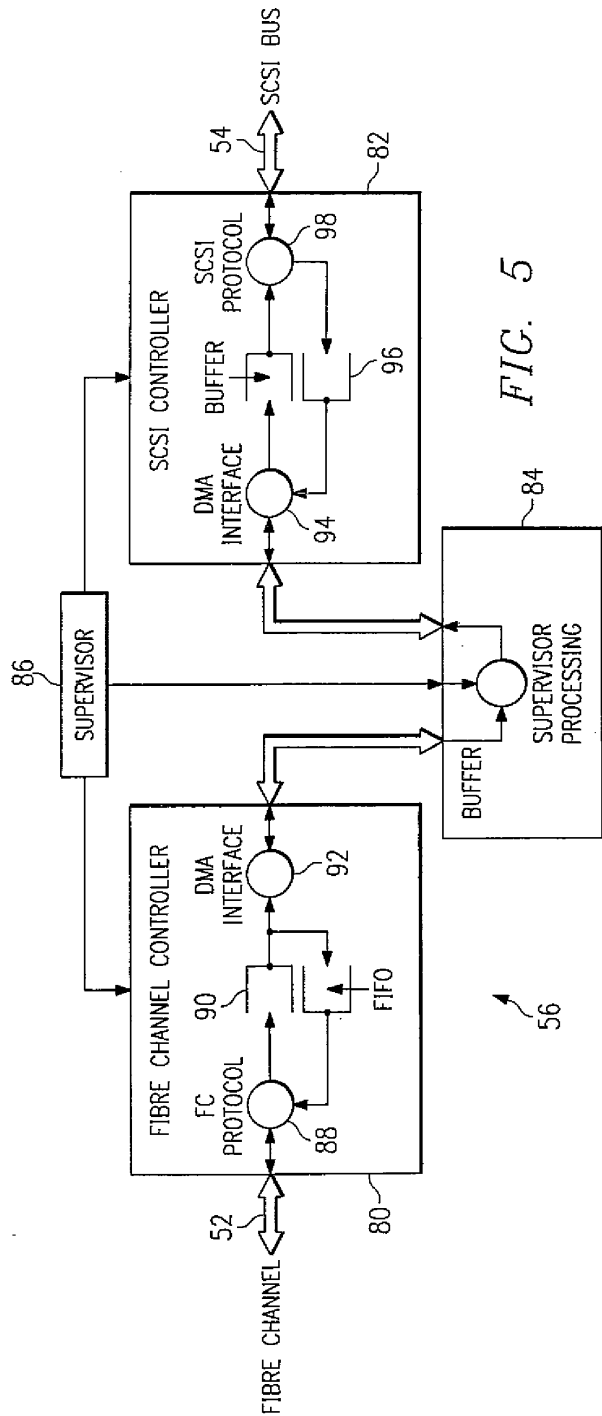 86
SUPERVISOR
FIBRE CHANNEL CONTROLLER
FC
PROTOCOL
88
90
FIFO
DMA
INTERFACE
92
FIBRE CHANNEL
52
80
SCSI CONTROLLER
DMA
INTERFACE
94
BUFFER
96
SCSI
PROTOCOL
98
54
SCSI BUS
82
BUFFER
SUPERVISOR
PROCESSING
84
56
FIG. 5